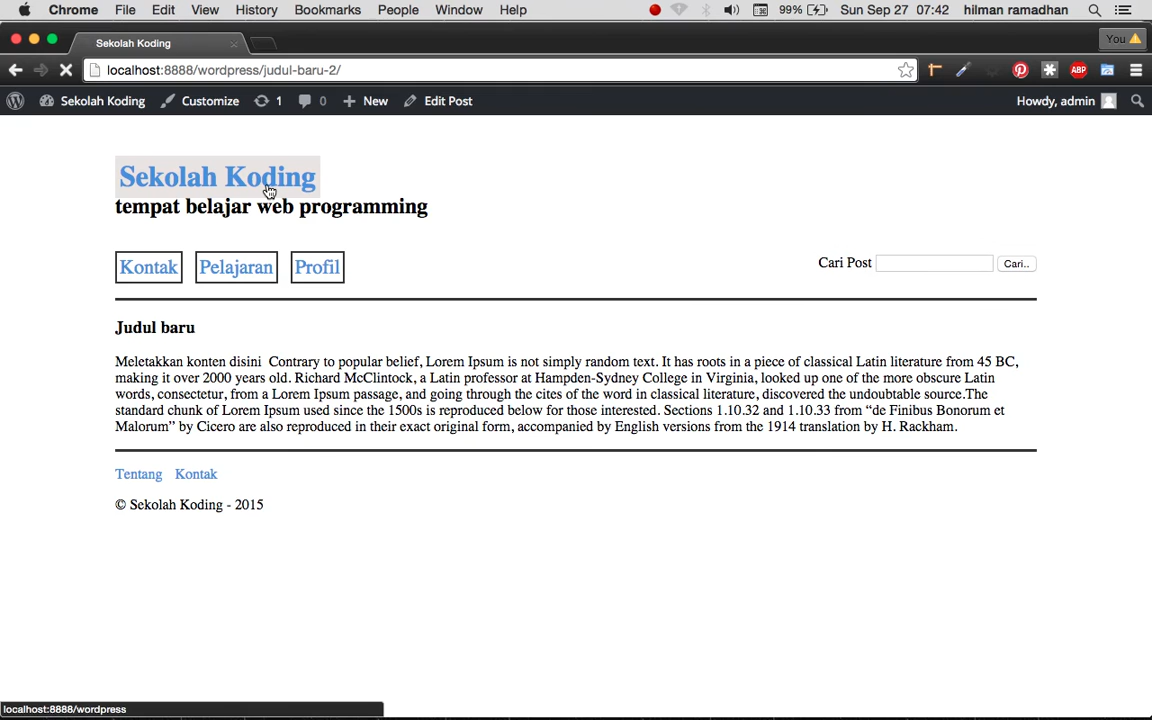 Chrome File Edit View History Bookmarks People Window Help 99% Sun Sep 27 07:42 hilman ramadhan
Sekolah Koding You
localhost:8888/wordpress/judul-baru-2/ ABP
Sekolah Koding Customize 1 0 New Edit Post Howdy, admin
Sekolah Koding
tempat belajar web programming
Kontak Pelajaran Profil Cari Post Cari..
Judul baru
Meletakkan konten disini Contrary to popular belief, Lorem Ipsum is not simply random text. It has roots in a piece of classical Latin literature from 45 BC,
making it over 2000 years old. Richard McClintock, a Latin professor at Hampden-Sydney College in Virginia, looked up one of the more obscure Latin
words, consectetur, from a Lorem Ipsum passage, and going through the cites of the word in classical literature, discovered the undoubtable source.The
standard chunk of Lorem Ipsum used since the 1500s is reproduced below for those interested. Sections 1.10.32 and 1.10.33 from “de Finibus Bonorum et
Malorum” by Cicero are also reproduced in their exact original form, accompanied by English versions from the 1914 translation by H. Rackham.
Tentang Kontak
© Sekolah Koding - 2015
localhost:8888/wordpress